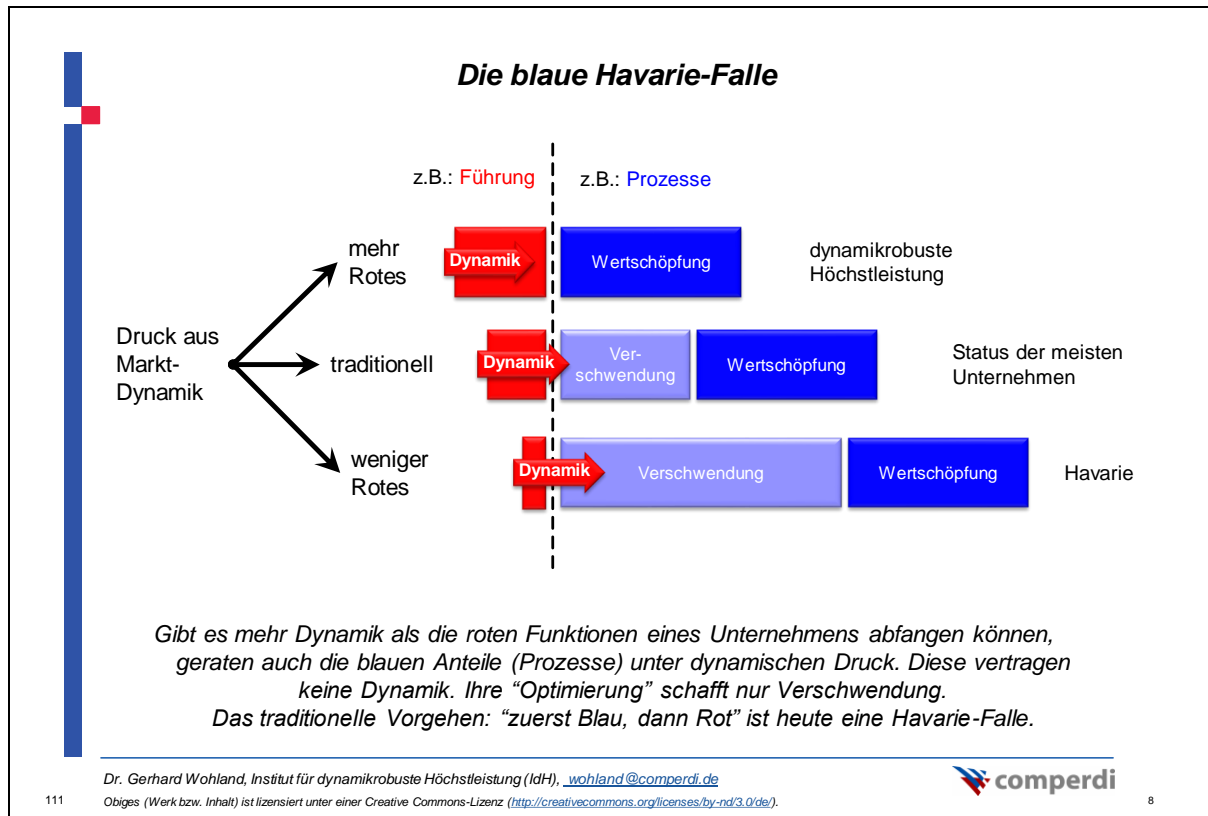 Die blaue Havarie-Falle
z.B.: Führung
z.B.: Prozesse
mehr
Rotes
Dynamik
Wertschöpfung
dynamikrobuste
Höchstleistung
Druck aus
Markt-
Dynamik
traditionell
Dynamik
Ver-
schwendung
Wertschöpfung
Status der meisten
Unternehmen
weniger
Rotes
Dynamik
Verschwendung
Wertschöpfung
Havarie
Gibt es mehr Dynamik als die roten Funktionen eines Unternehmens abfangen können,
geraten auch die blauen Anteile (Prozesse) unter dynamischen Druck. Diese vertragen
keine Dynamik. Ihre “Optimierung” schafft nur Verschwendung.
Das traditionelle Vorgehen: “zuerst Blau, dann Rot” ist heute eine Havarie-Falle.
Dr. Gerhard Wohland, Institut für dynamikrobuste Höchstleistung (IdH), wohland@comperdi.de
comperdi
111
Obiges (Werk bzw. Inhalt) ist lizensiert unter einer Creative Commons-Lizenz (http://creativecommons.org/licenses/by-nd/3.0/de/).
8